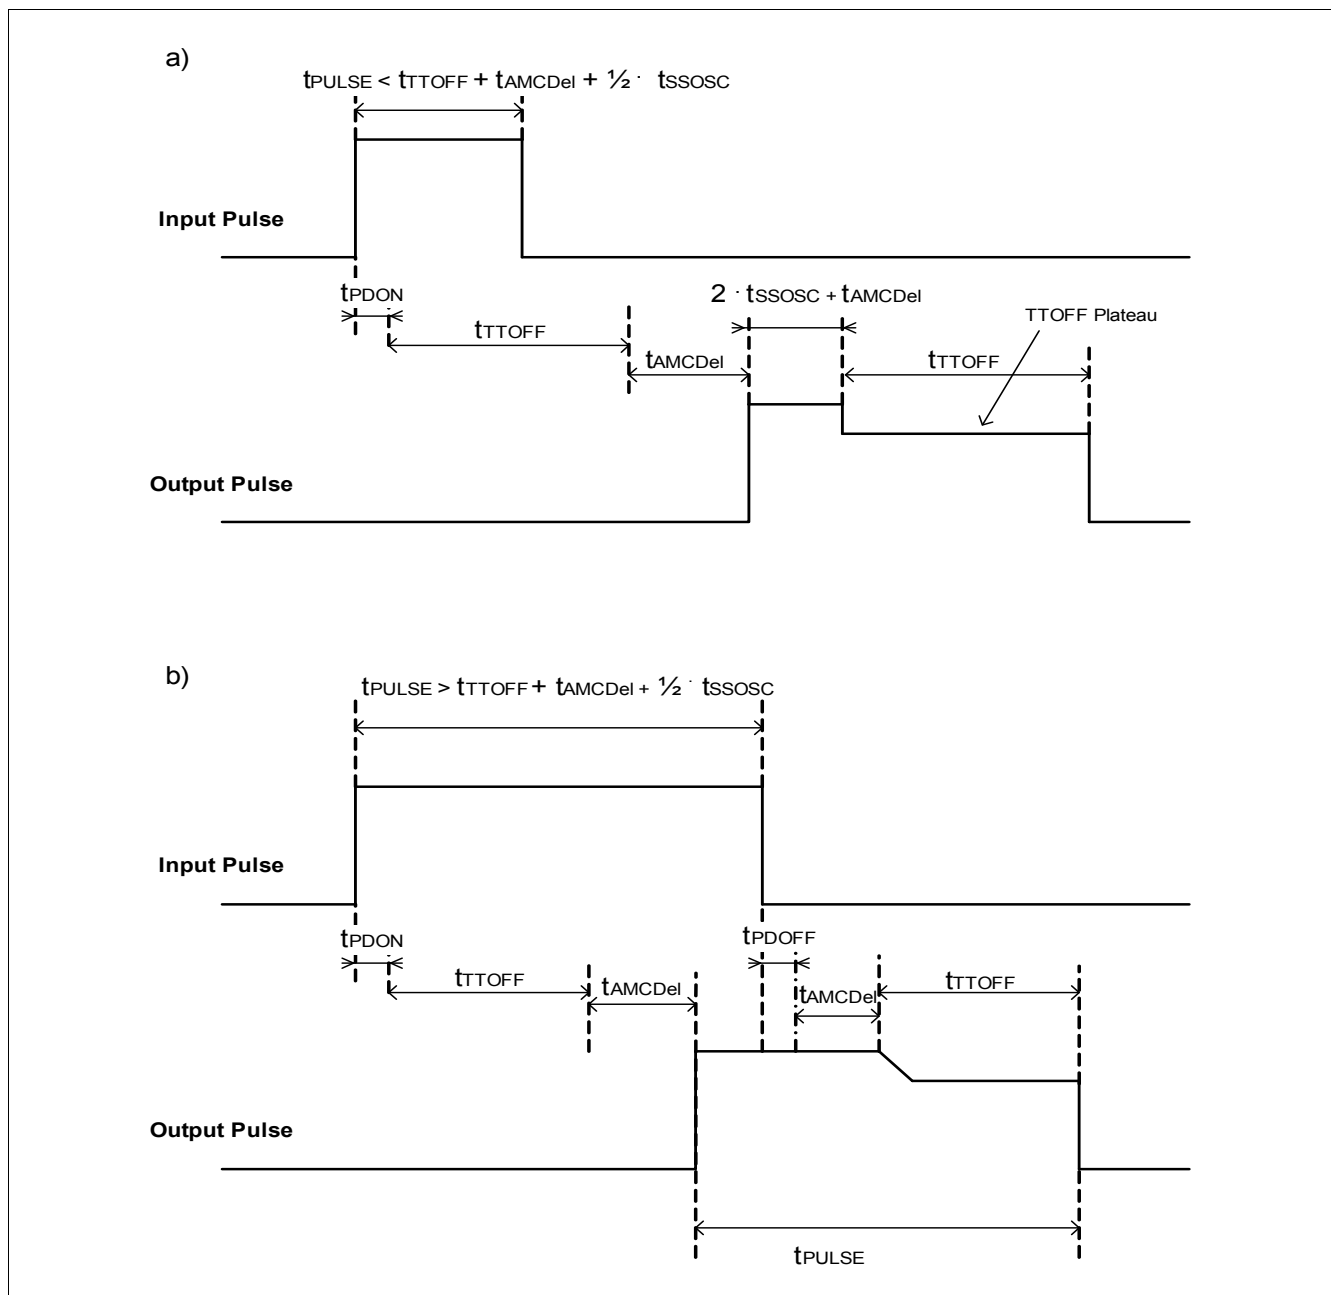 a)
tPULSE < tTTOFF + tAMCDel + ½ · tSSOSC
Input Pulse
tPDON
2 · tSSOSC + tAMCDel
TTOFF Plateau
tTTOFF
tAMCDel
tTTOFF
Output Pulse
b)
tPULSE > tTTOFF + tAMCDel + ½ · tSSOSC
Input Pulse
tPDON
tPDOFF
tTTOFF
tAMCDel
tAMCDel
tTTOFF
Output Pulse
tPULSE